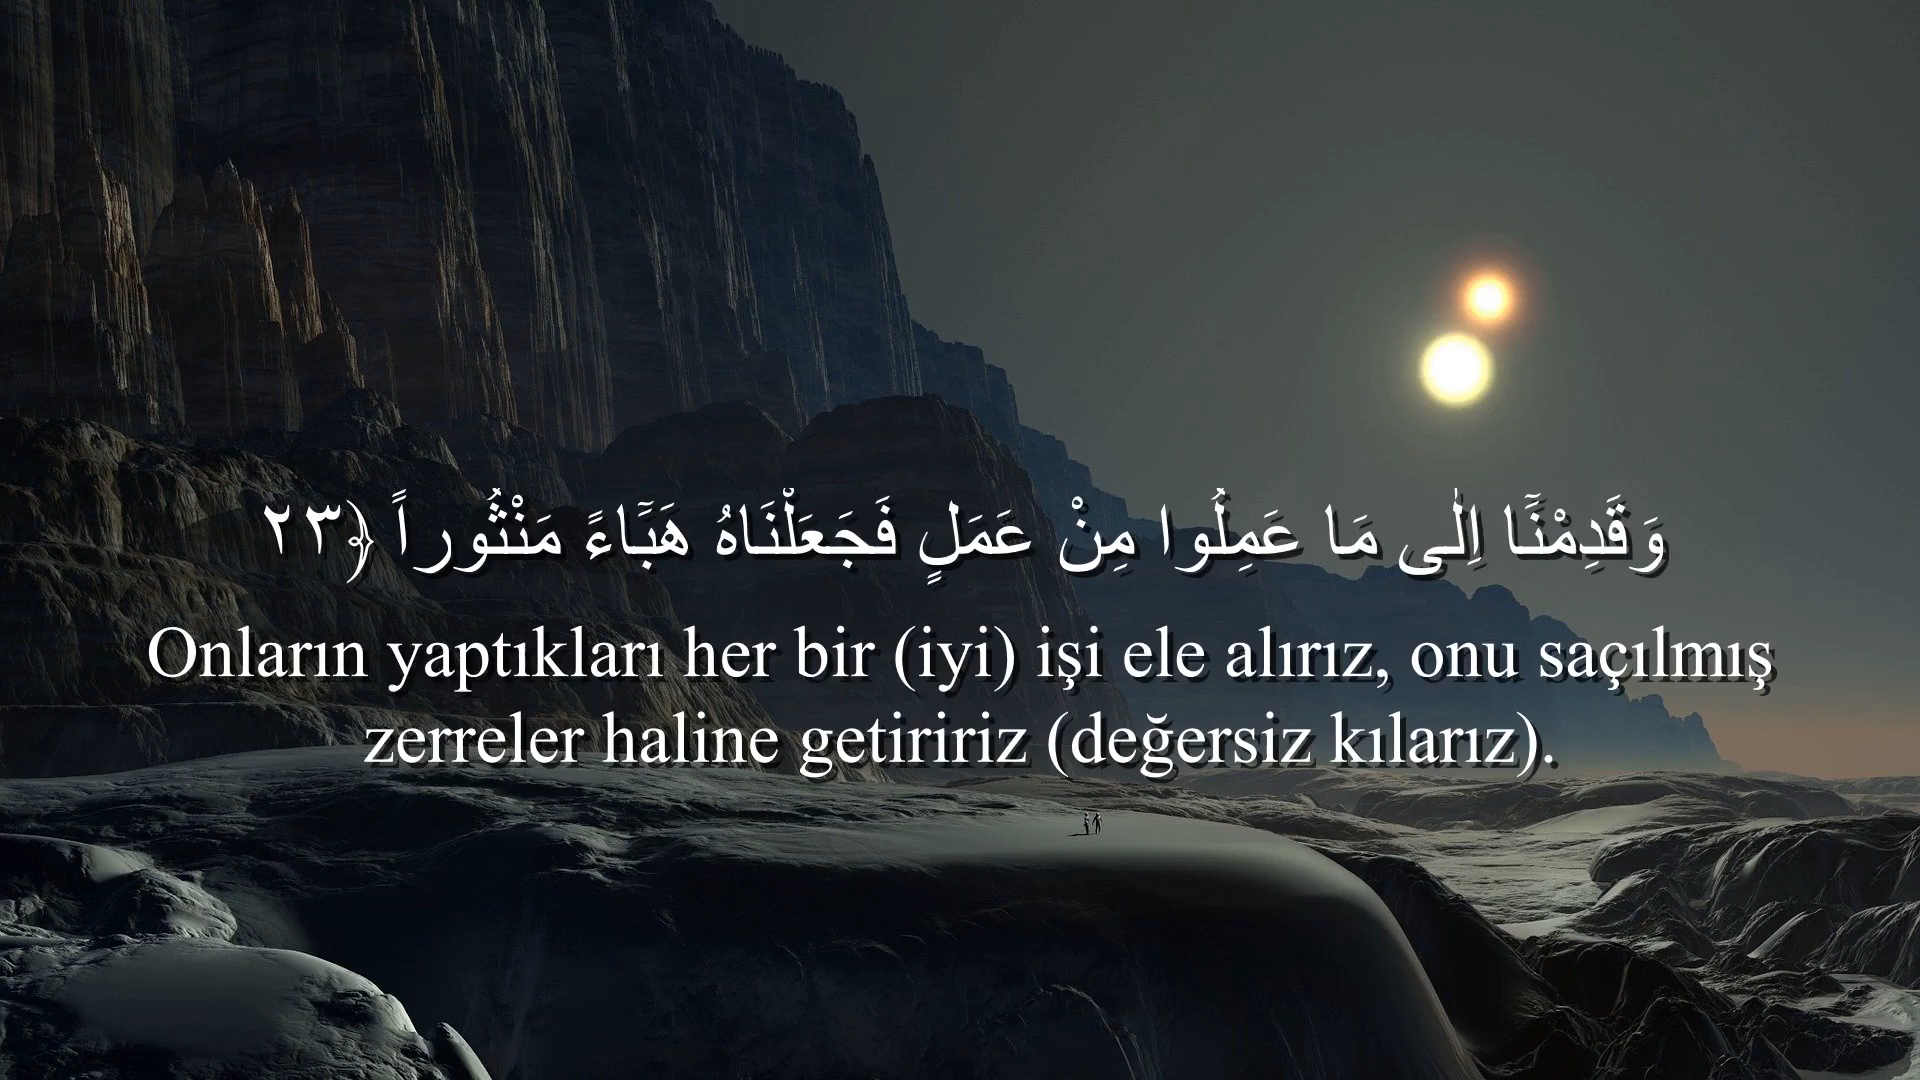 وَقَدِمْنَٓا اِلٰى مَا عَمِلُوا مِنْ عَمَلٍ فَجَعَلْنَاهُ هَبَٓاءً مَنْثُوراً ﴿٢٣
Onların yaptıkları her bir (iyi) işi ele alırız, onu saçılmış
zerreler haline getiririz (değersiz kılarız).